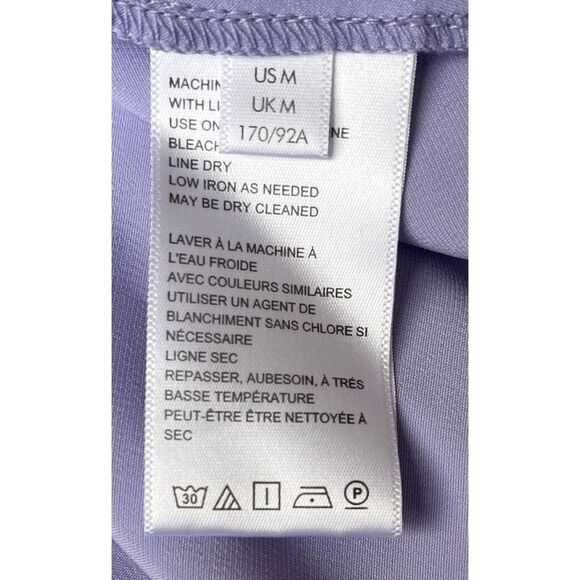 US M
UK M
170/92A
MACHIN
WITH LI
USE ON NE
BLEACH
LINE DRY
LOW IRON AS NEEDED
MAY BE DRY CLEANED
LAVER À LA MACHINE À
L'EAU FROIDE
AVEC COULEURS SIMILAIRES
UTILISER UN AGENT DE
BLANCHIMENT SANS CHLORE SI
NÉCESSAIRE
LIGNE SEC
REPASSER, AUBESOIN, À TRÉS
BASSE TEMPÉRATURE
PEUT-ÊTRE ÊTRE NETTOYÉE À
SEC
30 P